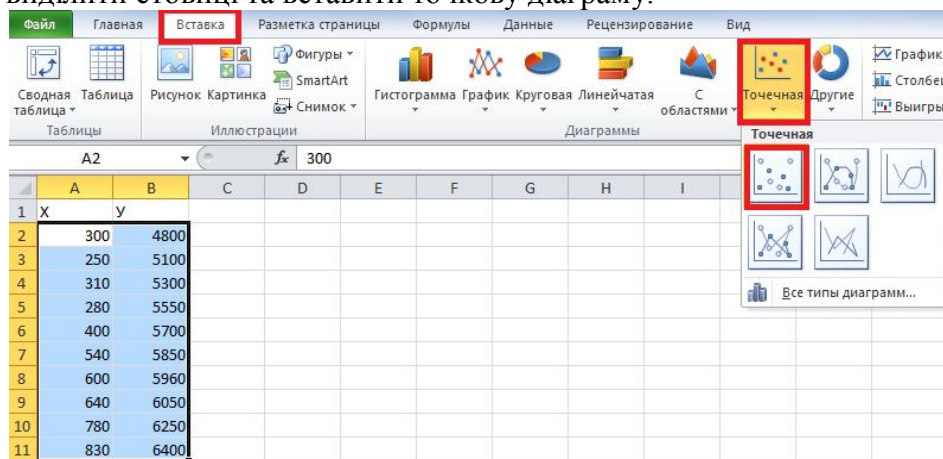 виділити стовпці та вставити точкову діаграму.
Файл Главная Вставка Разметка страницы Формулы Данные Рецензирование Вид
Сводная таблица Таблица Рисунок Картинка Фигуры SmartArt Снимок Гистограмма График Круговая Линейчатая С областями Точечная Другие График
Таблицы Иллюстрации Диаграммы
Точечная
Все типы диаграмм...
A2 fx 300
A B C D E F G H I
1 X У
2 300 4800
3 250 5100
4 310 5300
5 280 5550
6 400 5700
7 540 5850
8 600 5960
9 640 6050
10 780 6250
11 830 6400